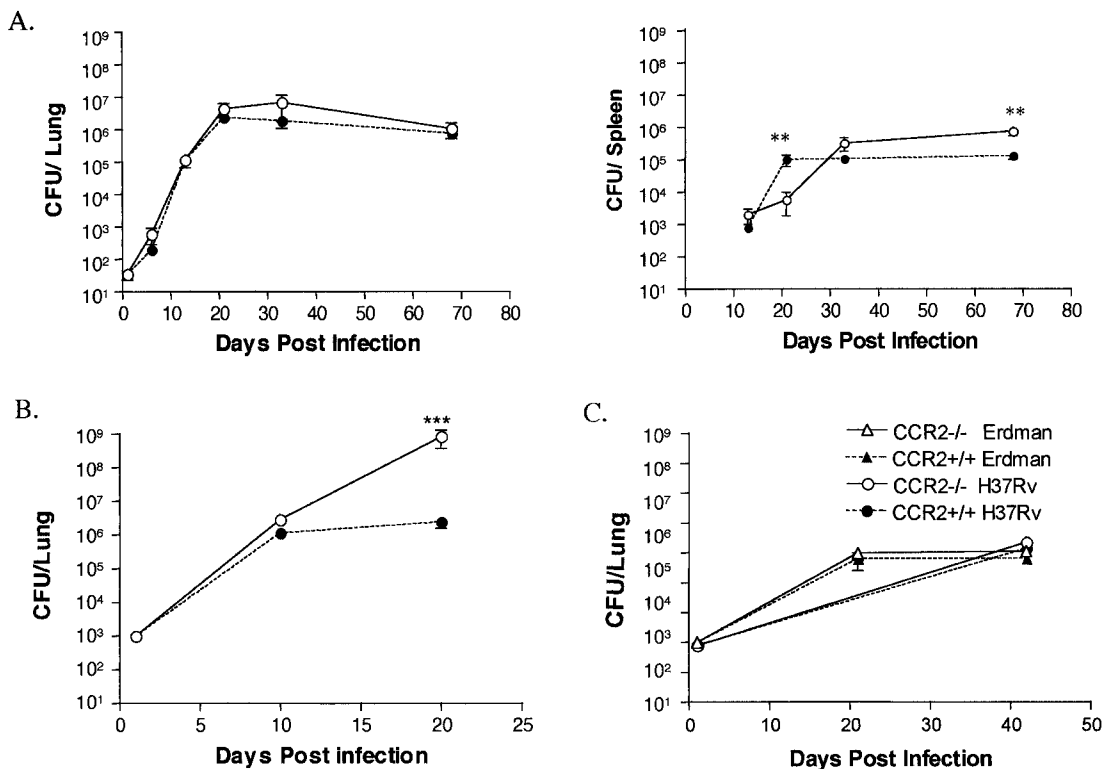 A.
CFU/ Lung
10⁹
10⁸
10⁷
10⁶
10⁵
10⁴
10³
10²
10¹
0 10 20 30 40 50 60 70 80
Days Post Infection
CFU/ Spleen
10⁹
10⁸
10⁷
10⁶
10⁵
10⁴
10³
10²
10¹
** **
0 10 20 30 40 50 60 70 80
Days Post Infection
B.
CFU/Lung
10⁹
10⁸
10⁷
10⁶
10⁵
10⁴
10³
10²
10¹
***
0 5 10 15 20 25
Days Post infection
C.
CCR2-/- Erdman
CCR2+/+ Erdman
CCR2-/- H37Rv
CCR2+/+ H37Rv
CFU/Lung
10⁹
10⁸
10⁷
10⁶
10⁵
10⁴
10³
10²
10¹
0 10 20 30 40 50
Days Post Infection